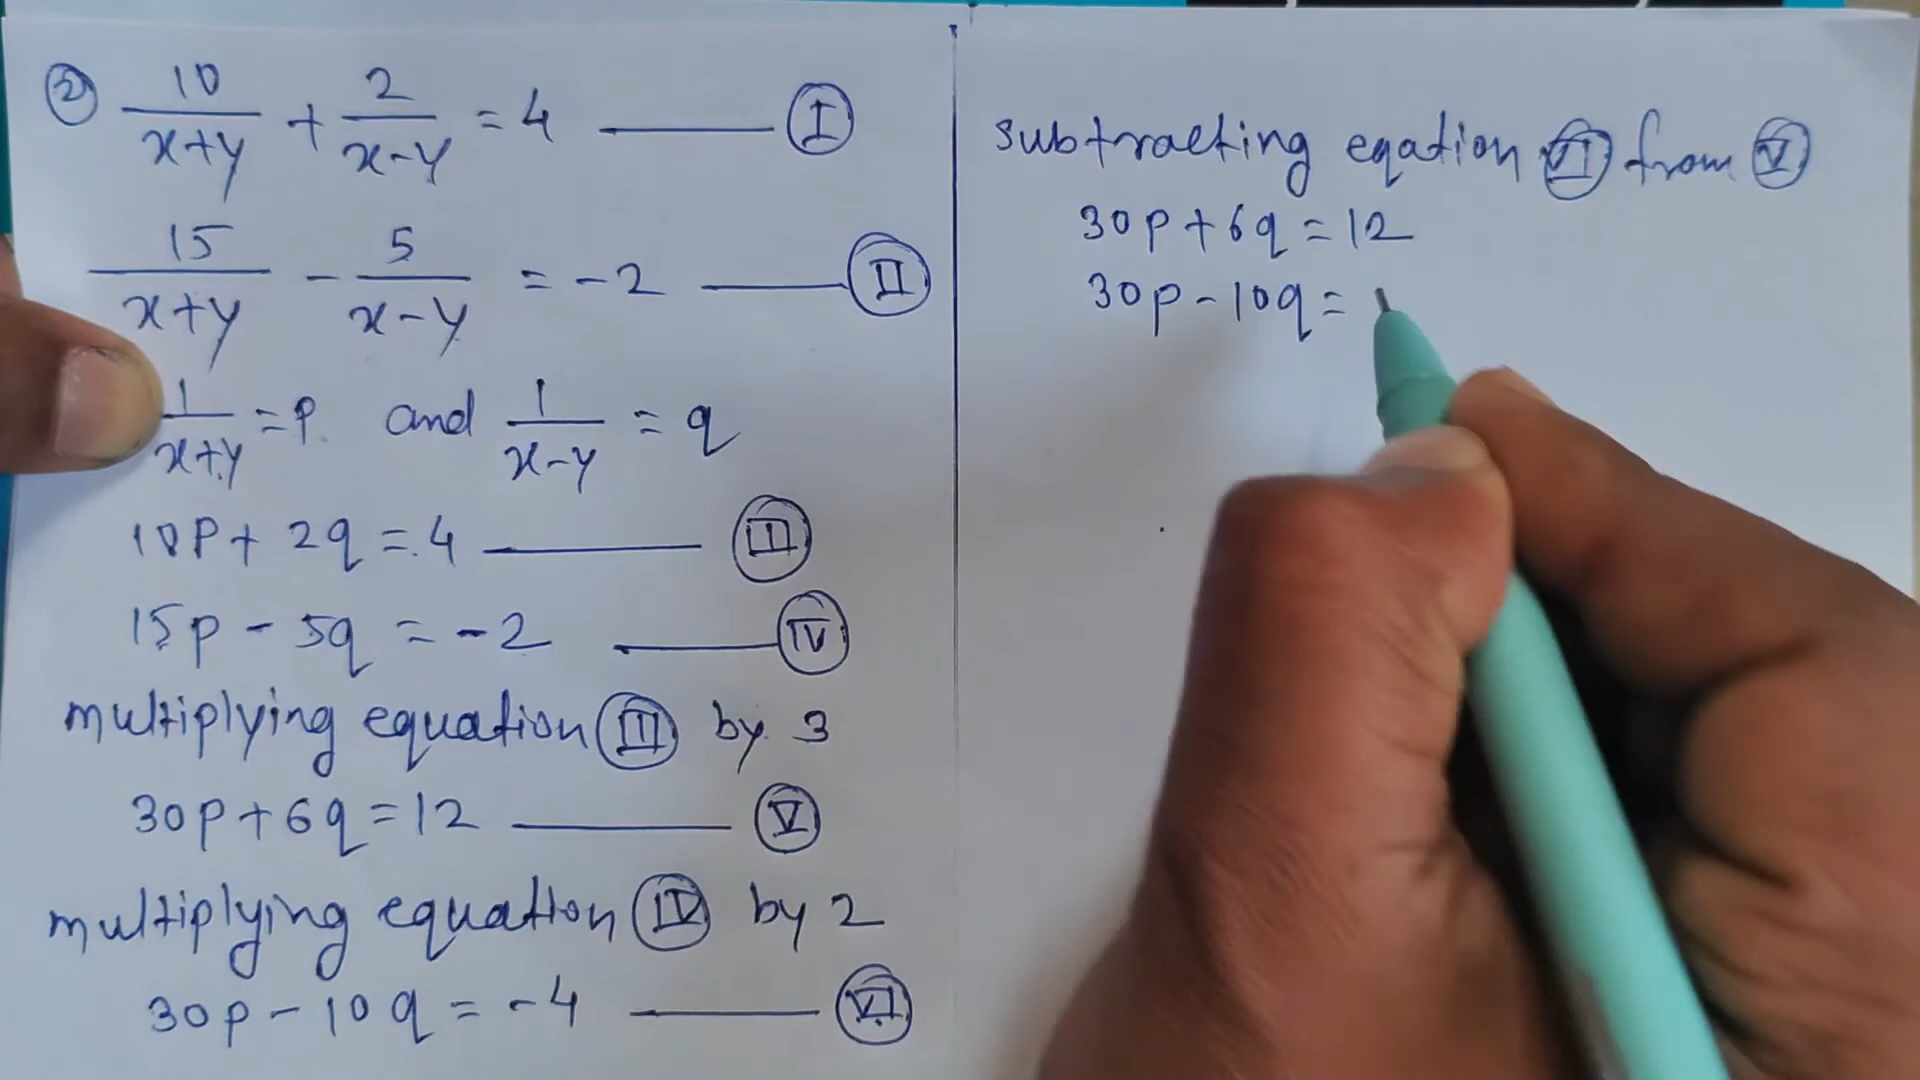 ② 10/(x+y) + 2/(x-y) = 4 —— Ⅰ
15/(x+y) - 5/(x-y) = -2 —— Ⅱ
1/(x+y) = P and 1/(x-y) = q
10P + 2q = 4 —— Ⅲ
15p - 5q = -2 —— Ⅳ
multiplying equation Ⅲ by 3
30p + 6q = 12 —— Ⅴ
multiplying equation Ⅳ by 2
30p - 10q = -4 —— Ⅵ
subtracting eqation Ⅵ from Ⅴ
30p + 6q = 12
30p - 10q =